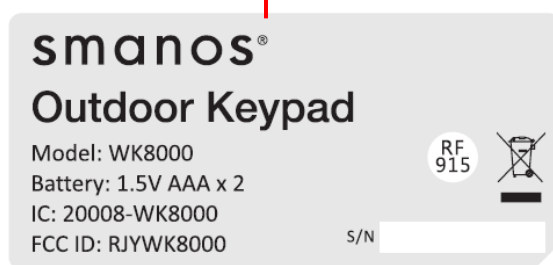 smanos®
Outdoor Keypad
Model: WK8000
Battery: 1.5V AAA x 2
IC: 20008-WK8000
FCC ID: RJYWK8000
RF
915
S/N